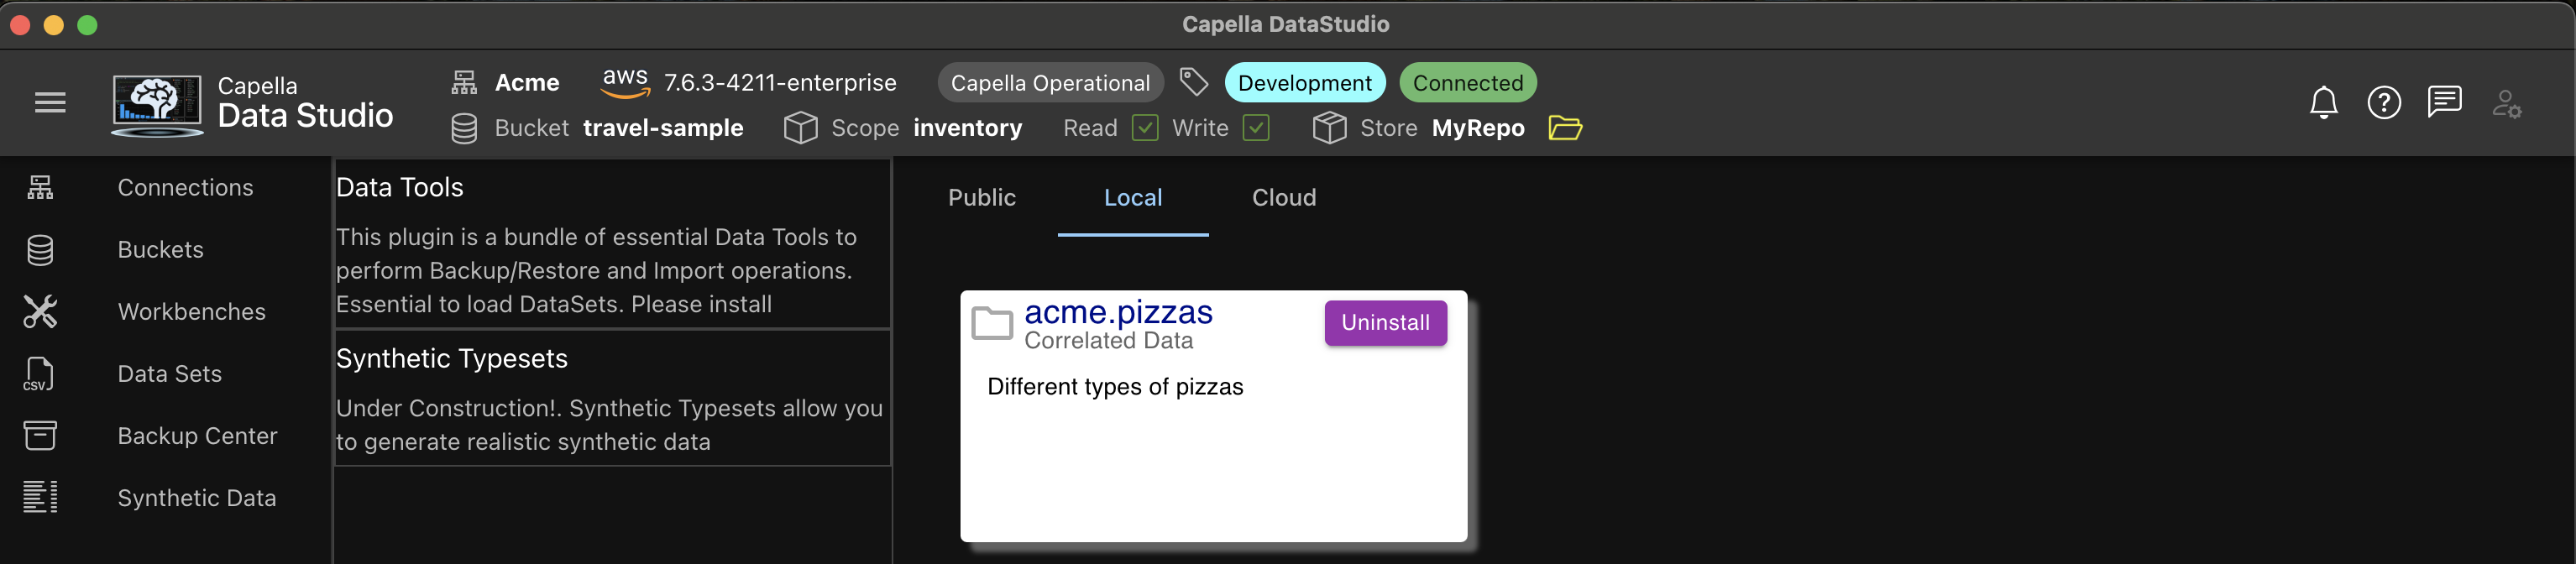 Capella DataStudio
Capella
Data Studio
Acme aws 7.6.3-4211-enterprise Capella Operational Development Connected
Bucket travel-sample Scope inventory Read Write Store MyRepo
Connections
Buckets
Workbenches
CSV Data Sets
Backup Center
Synthetic Data
Data Tools
This plugin is a bundle of essential Data Tools to
perform Backup/Restore and Import operations.
Essential to load DataSets. Please install
Synthetic Typesets
Under Construction!. Synthetic Typesets allow you
to generate realistic synthetic data
Public Local Cloud
acme.pizzas Uninstall
Correlated Data
Different types of pizzas